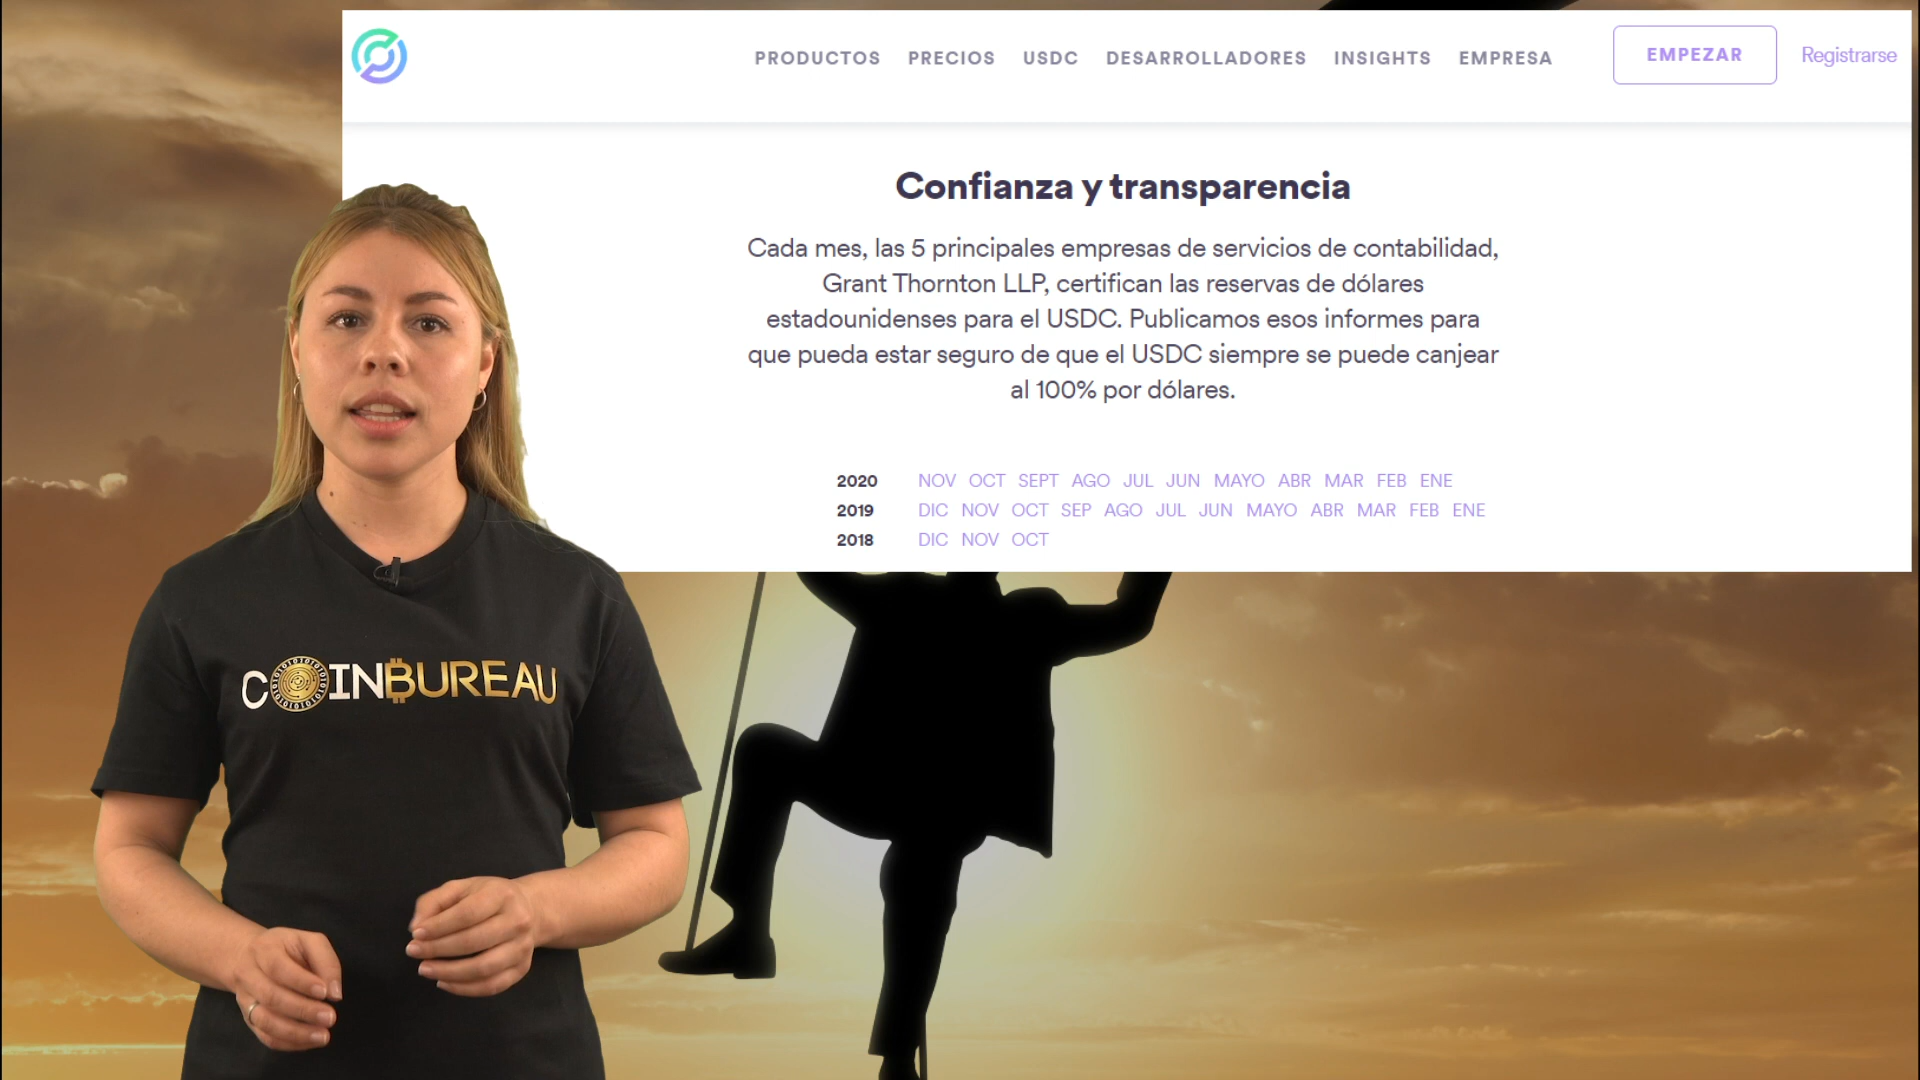 PRODUCTOS PRECIOS USDC DESARROLLADORES INSIGHTS EMPRESA EMPEZAR Registrarse
Confianza y transparencia
Cada mes, las 5 principales empresas de servicios de contabilidad,
Grant Thornton LLP, certifican las reservas de dólares
estadounidenses para el USDC. Publicamos esos informes para
que pueda estar seguro de que el USDC siempre se puede canjear
al 100% por dólares.
2020 NOV OCT SEPT AGO JUL JUN MAYO ABR MAR FEB ENE
2019 DIC NOV OCT SEP AGO JUL JUN MAYO ABR MAR FEB ENE
2018 DIC NOV OCT
COINBUREAU